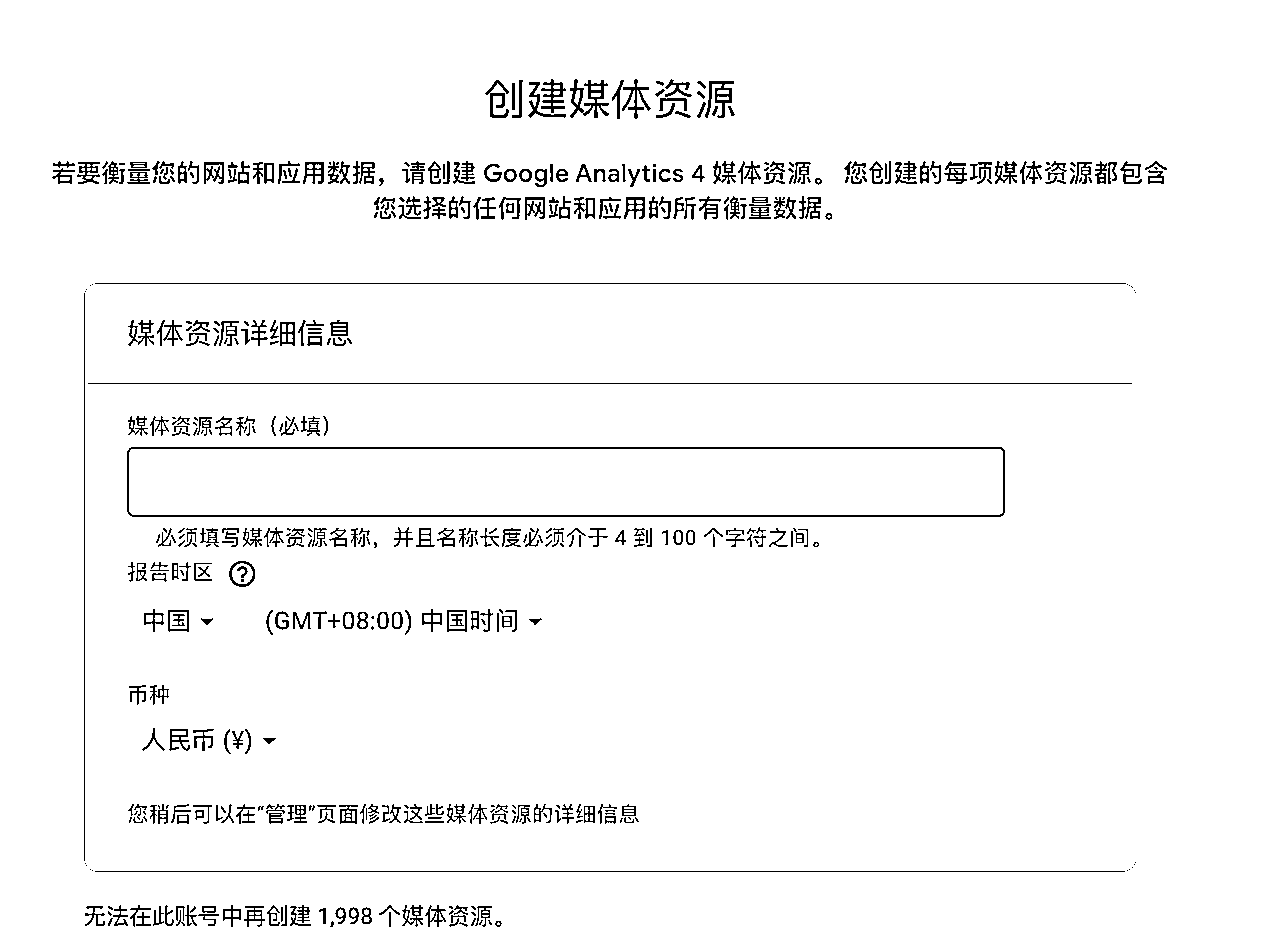 创建媒体资源
若要衡量您的网站和应用数据，请创建 Google Analytics 4 媒体资源。 您创建的每项媒体资源都包含
您选择的任何网站和应用的所有衡量数据。
媒体资源详细信息
媒体资源名称（必填）
必须填写媒体资源名称，并且名称长度必须介于 4 到 100 个字符之间。
报告时区 ?
中国 (GMT+08:00) 中国时间
币种
人民币 (¥)
您稍后可以在“管理”页面修改这些媒体资源的详细信息
无法在此账号中再创建 1,998 个媒体资源。